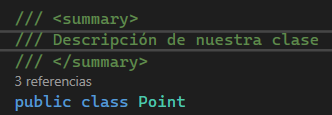 /// <summary>
/// Descripción de nuestra clase
/// </summary>
3 referencias
public class Point